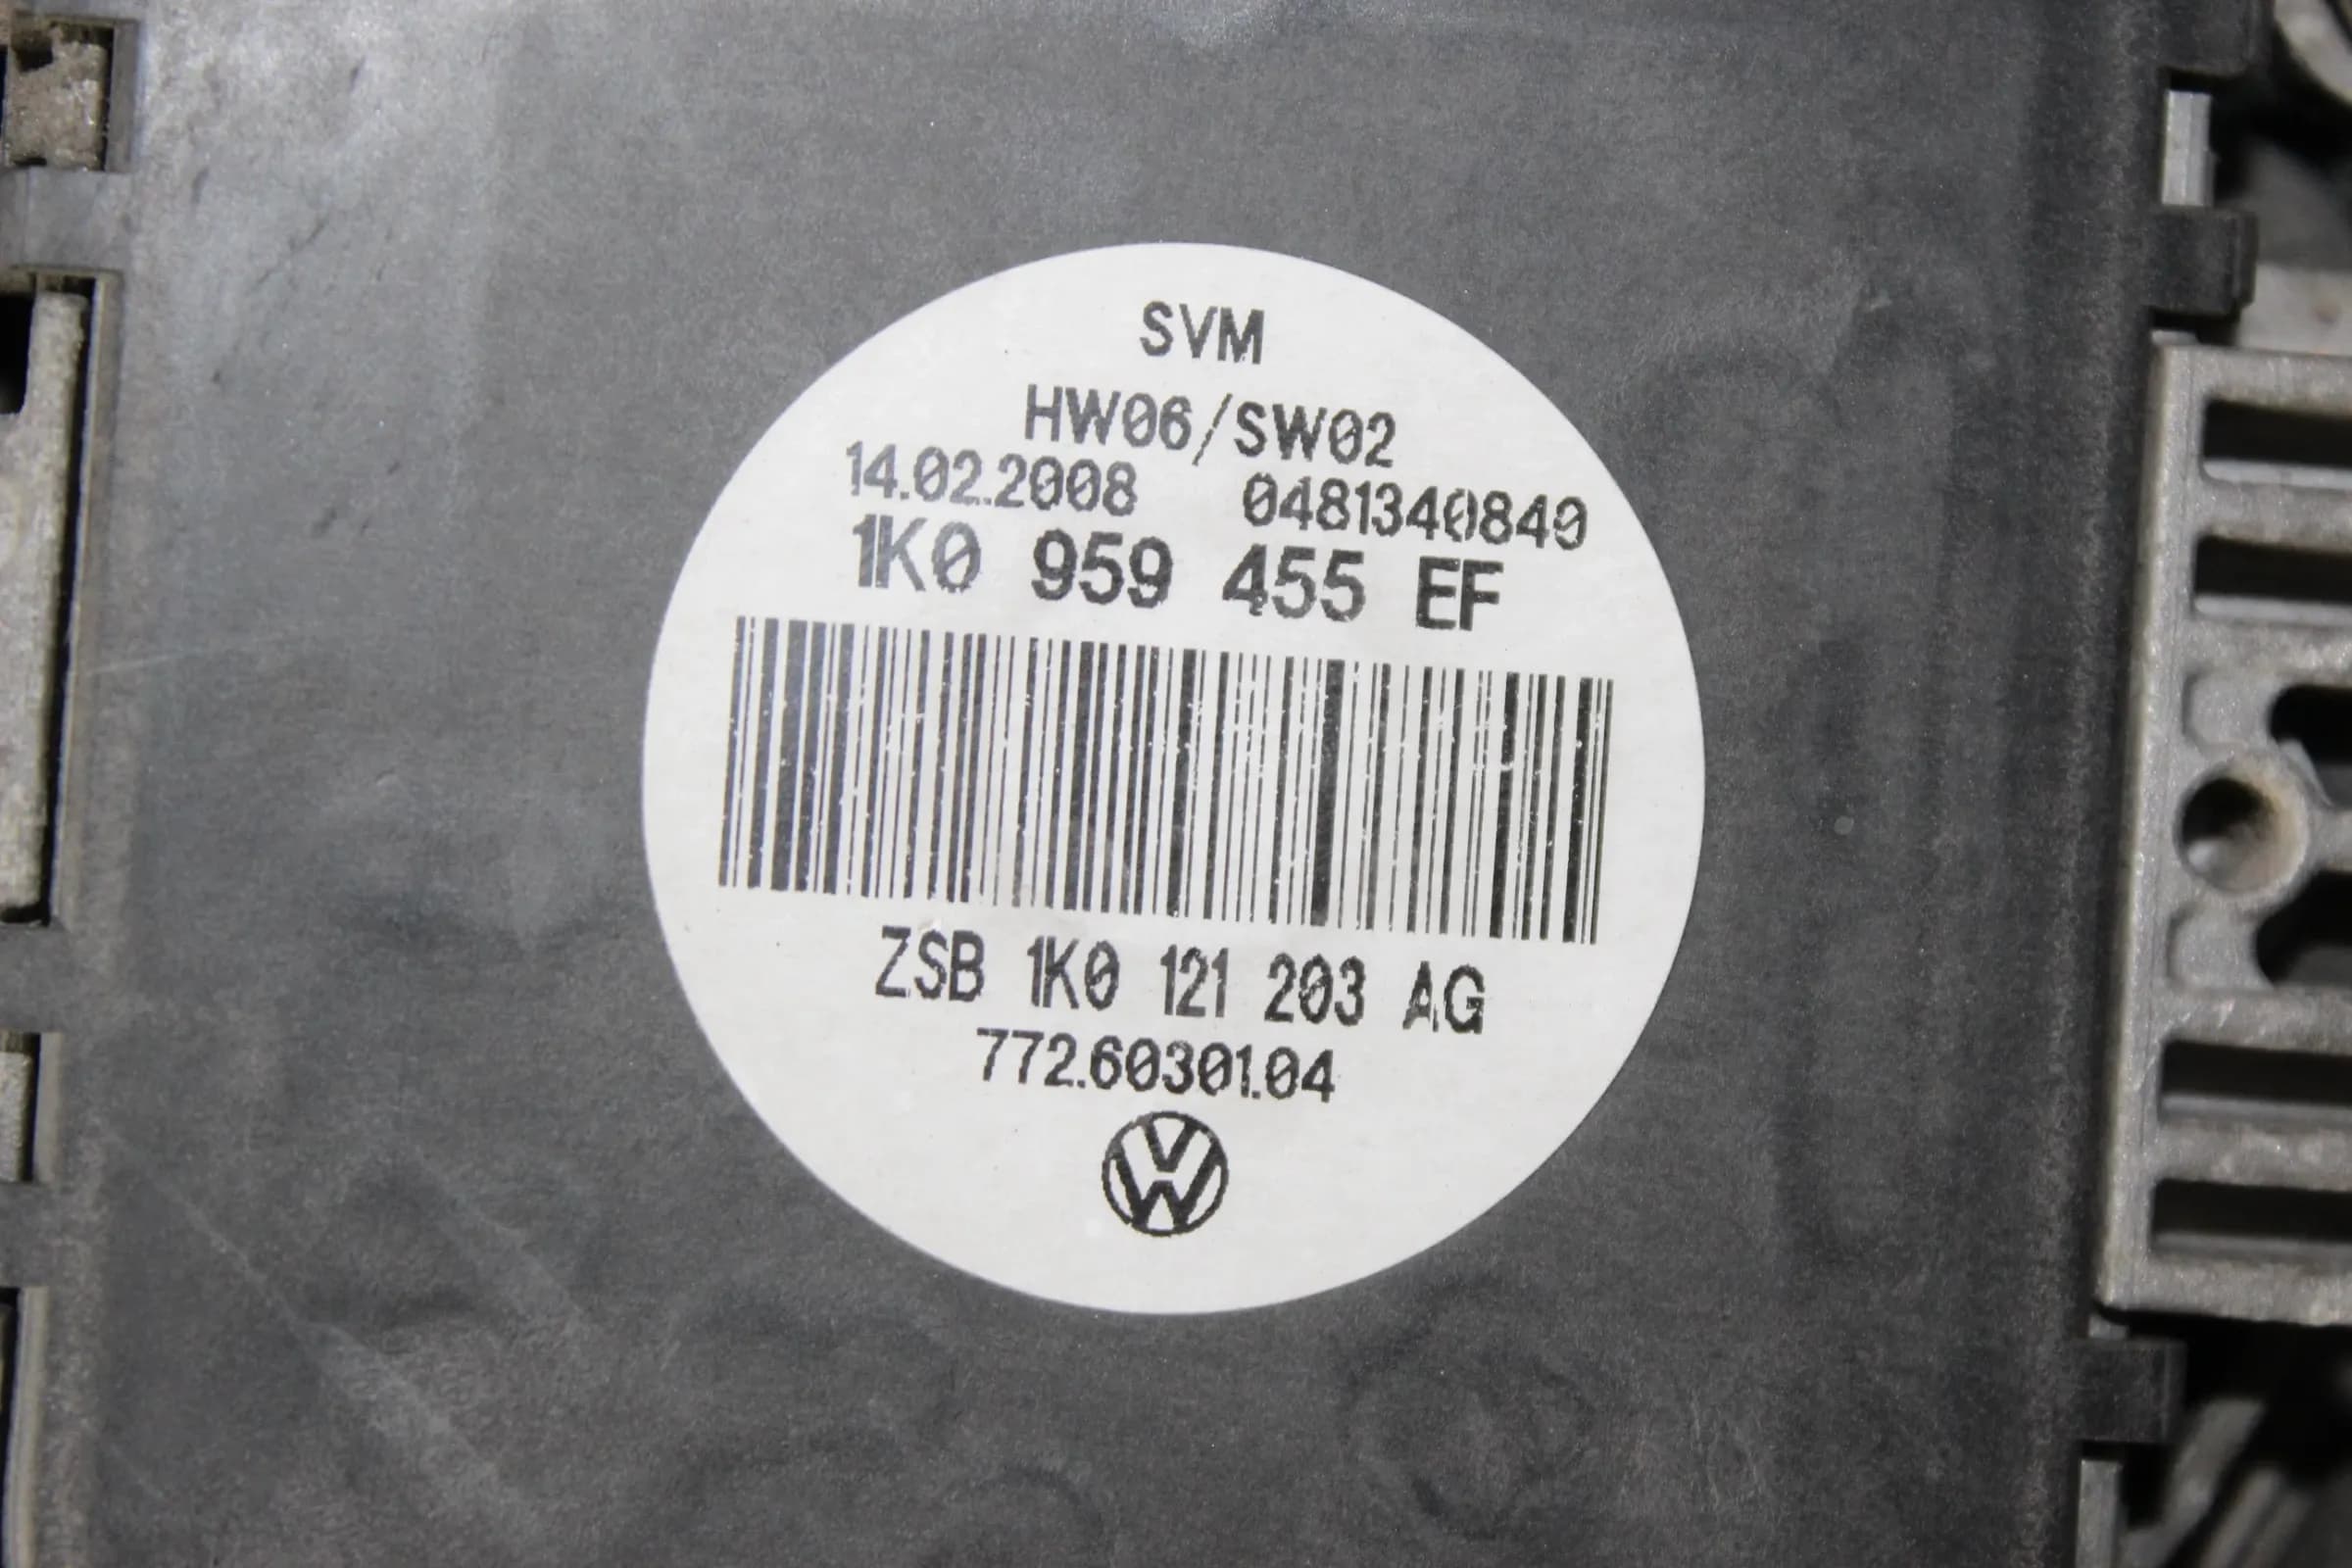 SVM
HW06/SW02
14.02.2008 0481340849
1K0 959 455 EF
ZSB 1K0 121 203 AG
772.60301.04